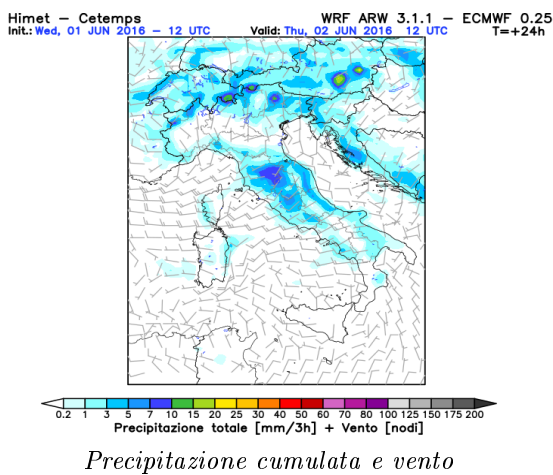 Himet – Cetemps WRF ARW 3.1.1 – ECMWF 0.25
Init.: Wed, 01 JUN 2016 – 12 UTC Valid: Thu, 02 JUN 2016 12 UTC T=+24h
0.2 1 3 5 7 10 15 20 25 30 40 50 60 70 80 100 125 150 175 200
Precipitazione totale [mm/3h] + Vento [nodi]
Precipitazione cumulata e vento